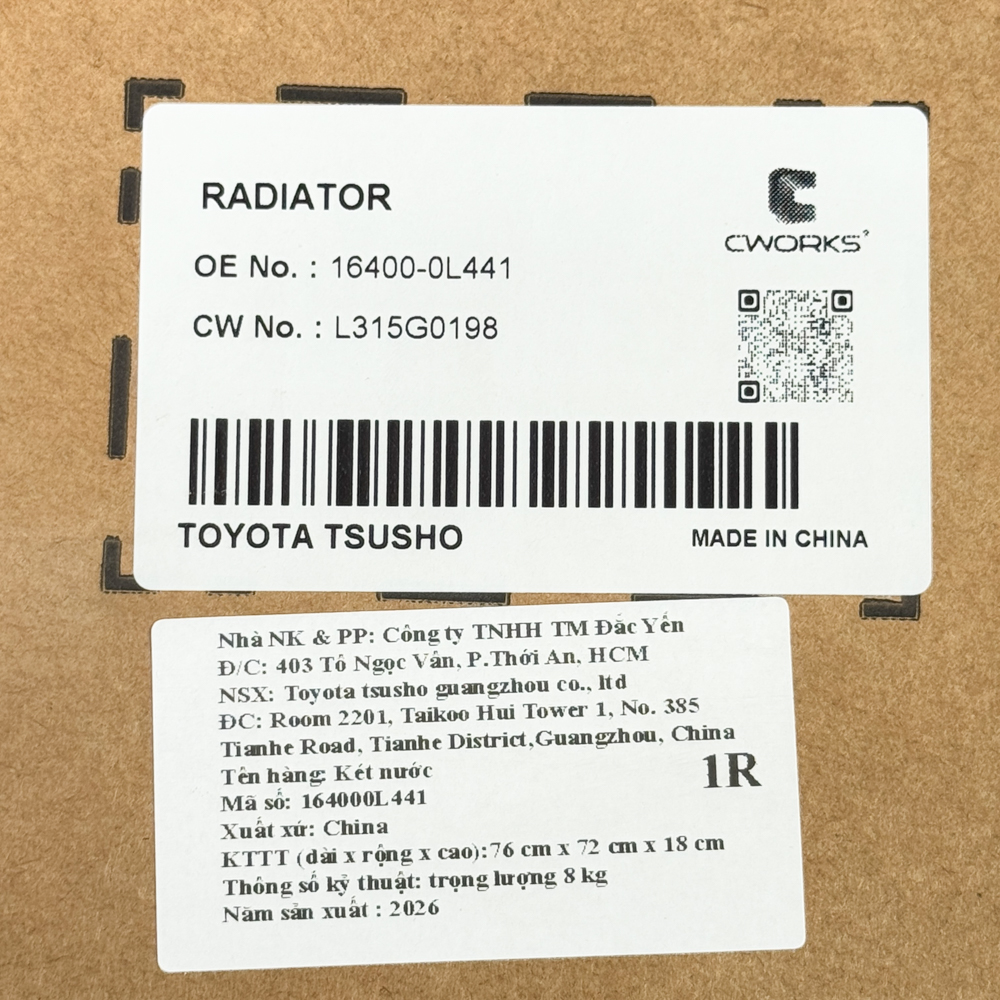 RADIATOR
CWORKS
OE No. : 16400-0L441
CW No. : L315G0198
TOYOTA TSUSHO
MADE IN CHINA
Nhà NK & PP: Công ty TNHH TM Đắc Yến
Đ/C: 403 Tô Ngọc Vân, P.Thới An, HCM
NSX: Toyota tsusho guangzhou co., ltd
ĐC: Room 2201, Taikoo Hui Tower 1, No. 385
Tianhe Road, Tianhe District,Guangzhou, China
Tên hàng: Két nước
1R
Mã số: 164000L441
Xuất xứ: China
KTTT (dài x rộng x cao):76 cm x 72 cm x 18 cm
Thông số kỹ thuật: trọng lượng 8 kg
Năm sản xuất : 2026